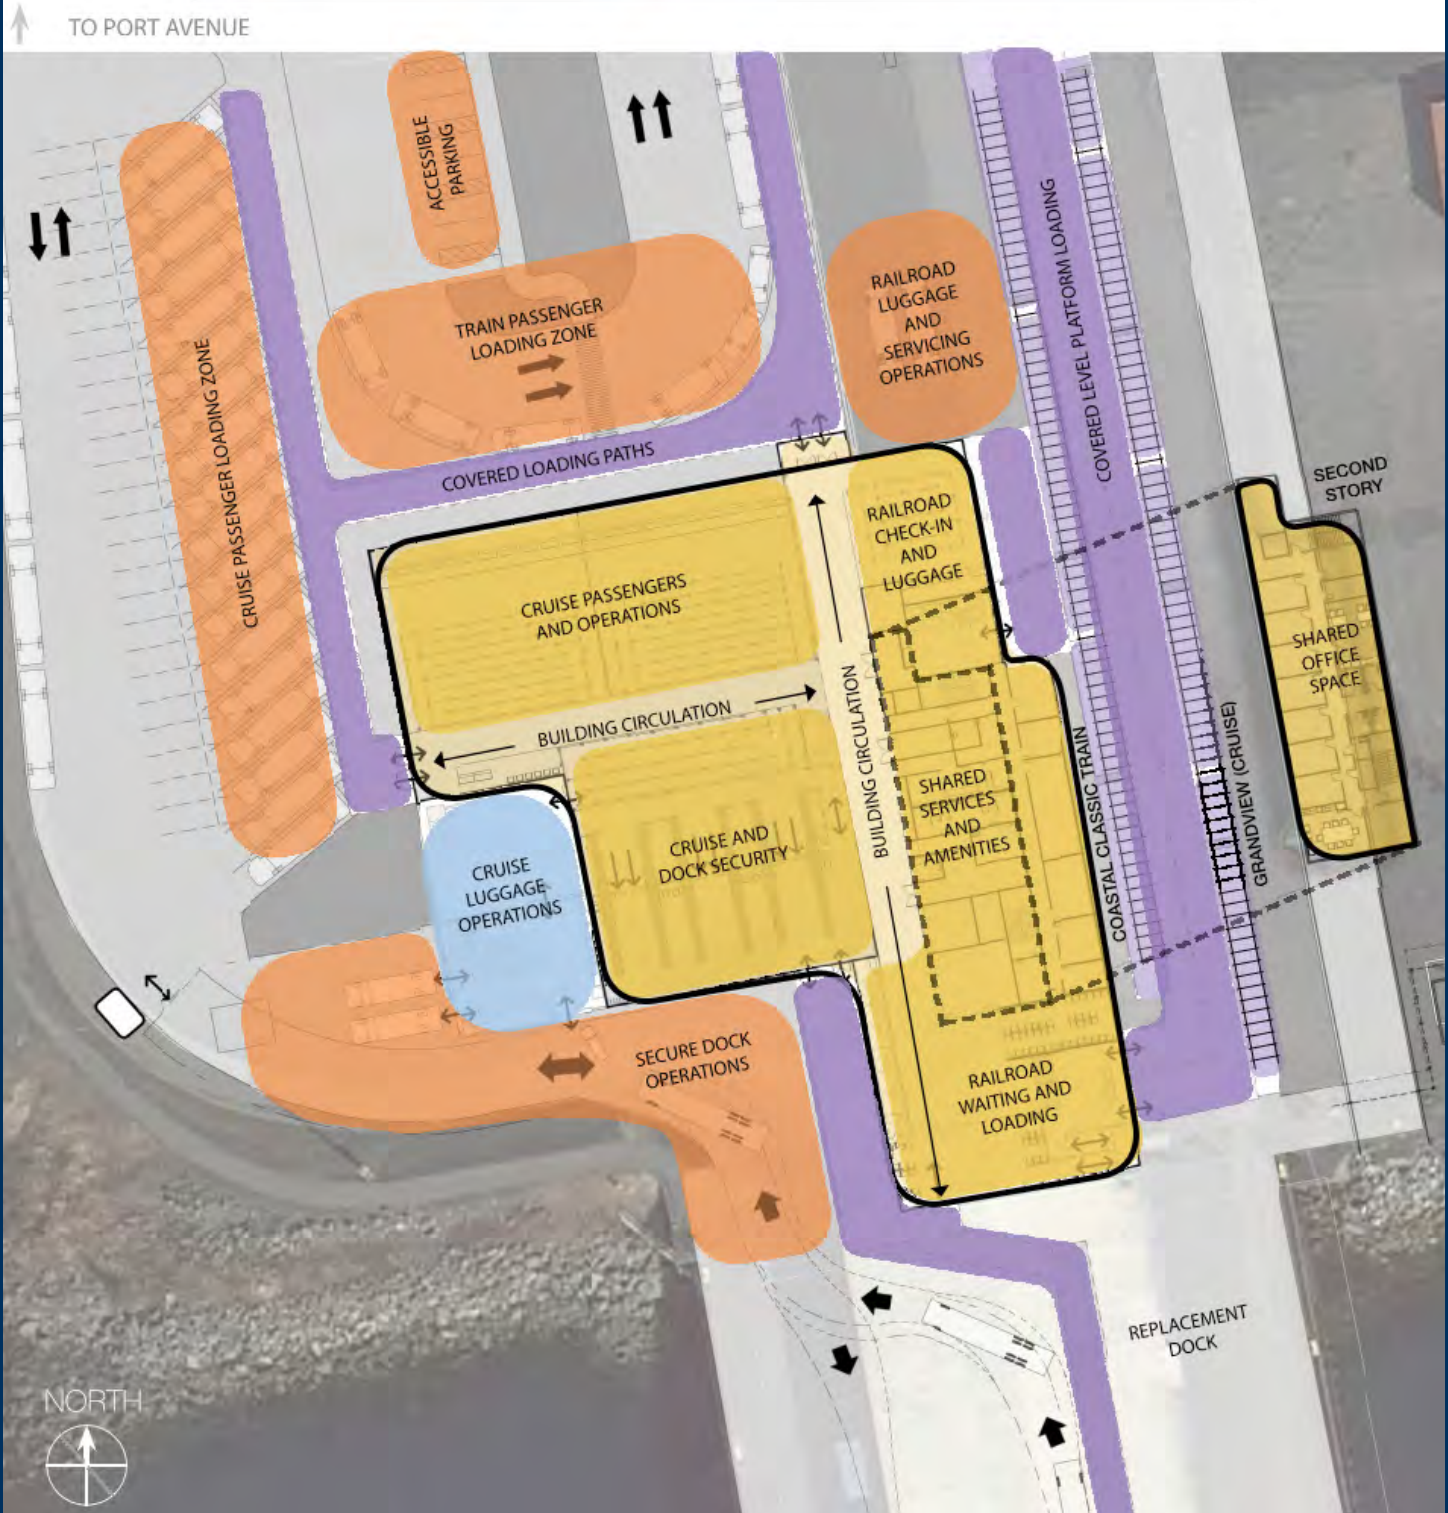 TO PORT AVENUE
ACCESSIBLE
PARKING
TRAIN PASSENGER
LOADING ZONE
RAILROAD
LUGGAGE
AND
SERVICING
OPERATIONS
COVERED LEVEL PLATFORM LOADING
CRUISE PASSENGER LOADING ZONE
COVERED LOADING PATHS
SECOND
STORY
RAILROAD
CHECK-IN
AND
LUGGAGE
CRUISE PASSENGERS
AND OPERATIONS
SHARED
OFFICE
SPACE
BUILDING CIRCULATION
BUILDING CIRCULATION
COASTAL CLASSIC TRAIN
GRANDVIEW (CRUISE)
SHARED
SERVICES
AND
AMENITIES
CRUISE AND
DOCK SECURITY
CRUISE
LUGGAGE
OPERATIONS
SECURE DOCK
OPERATIONS
RAILROAD
WAITING AND
LOADING
REPLACEMENT
DOCK
NORTH